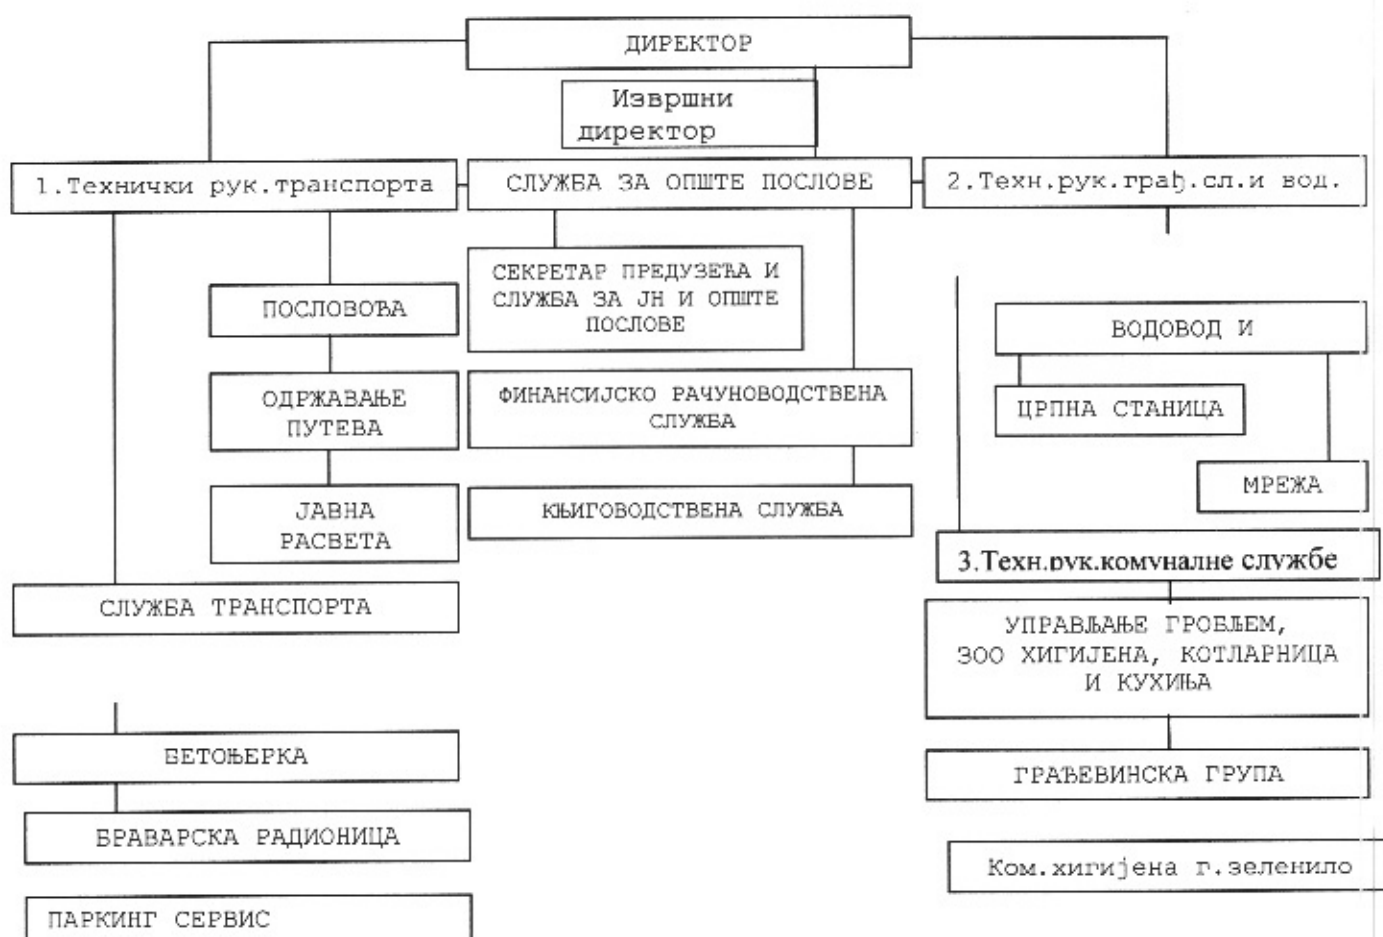 ДИРЕКТОР
Извршни
директор
1.Технички рук.транспорта
СЛУЖБА ЗА ОПШТЕ ПОСЛОВЕ
2.Техн.рук.грађ.сл.и вод.
СЕКРЕТАР ПРЕДУЗЕЋА И
СЛУЖБА ЗА ЈН И ОПШТЕ
ПОСЛОВЕ
ПОСЛОВОЂА
ВОДОВОД И
ОДРЖАВАЊЕ
ПУТЕВА
ФИНАНСИЈСКО РАЧУНОВОДСТВЕНА
СЛУЖБА
ЦРПНА СТАНИЦА
МРЕЖА
ЈАВНА
РАСВЕТА
КЊИГОВОДСТВЕНА СЛУЖБА
3.Техн.рук.комуналне службе
СЛУЖБА ТРАНСПОРТА
УПРАВЉАЊЕ ГРОБЉЕМ,
ЗОО ХИГИЈЕНА, КОТЛАРНИЦА
И КУХИЊА
БЕТОЊЕРКА
ГРАЂЕВИНСКА ГРУПА
БРАВАРСКА РАДИОНИЦА
Ком.хигијена г.зеленило
ПАРКИНГ СЕРВИС